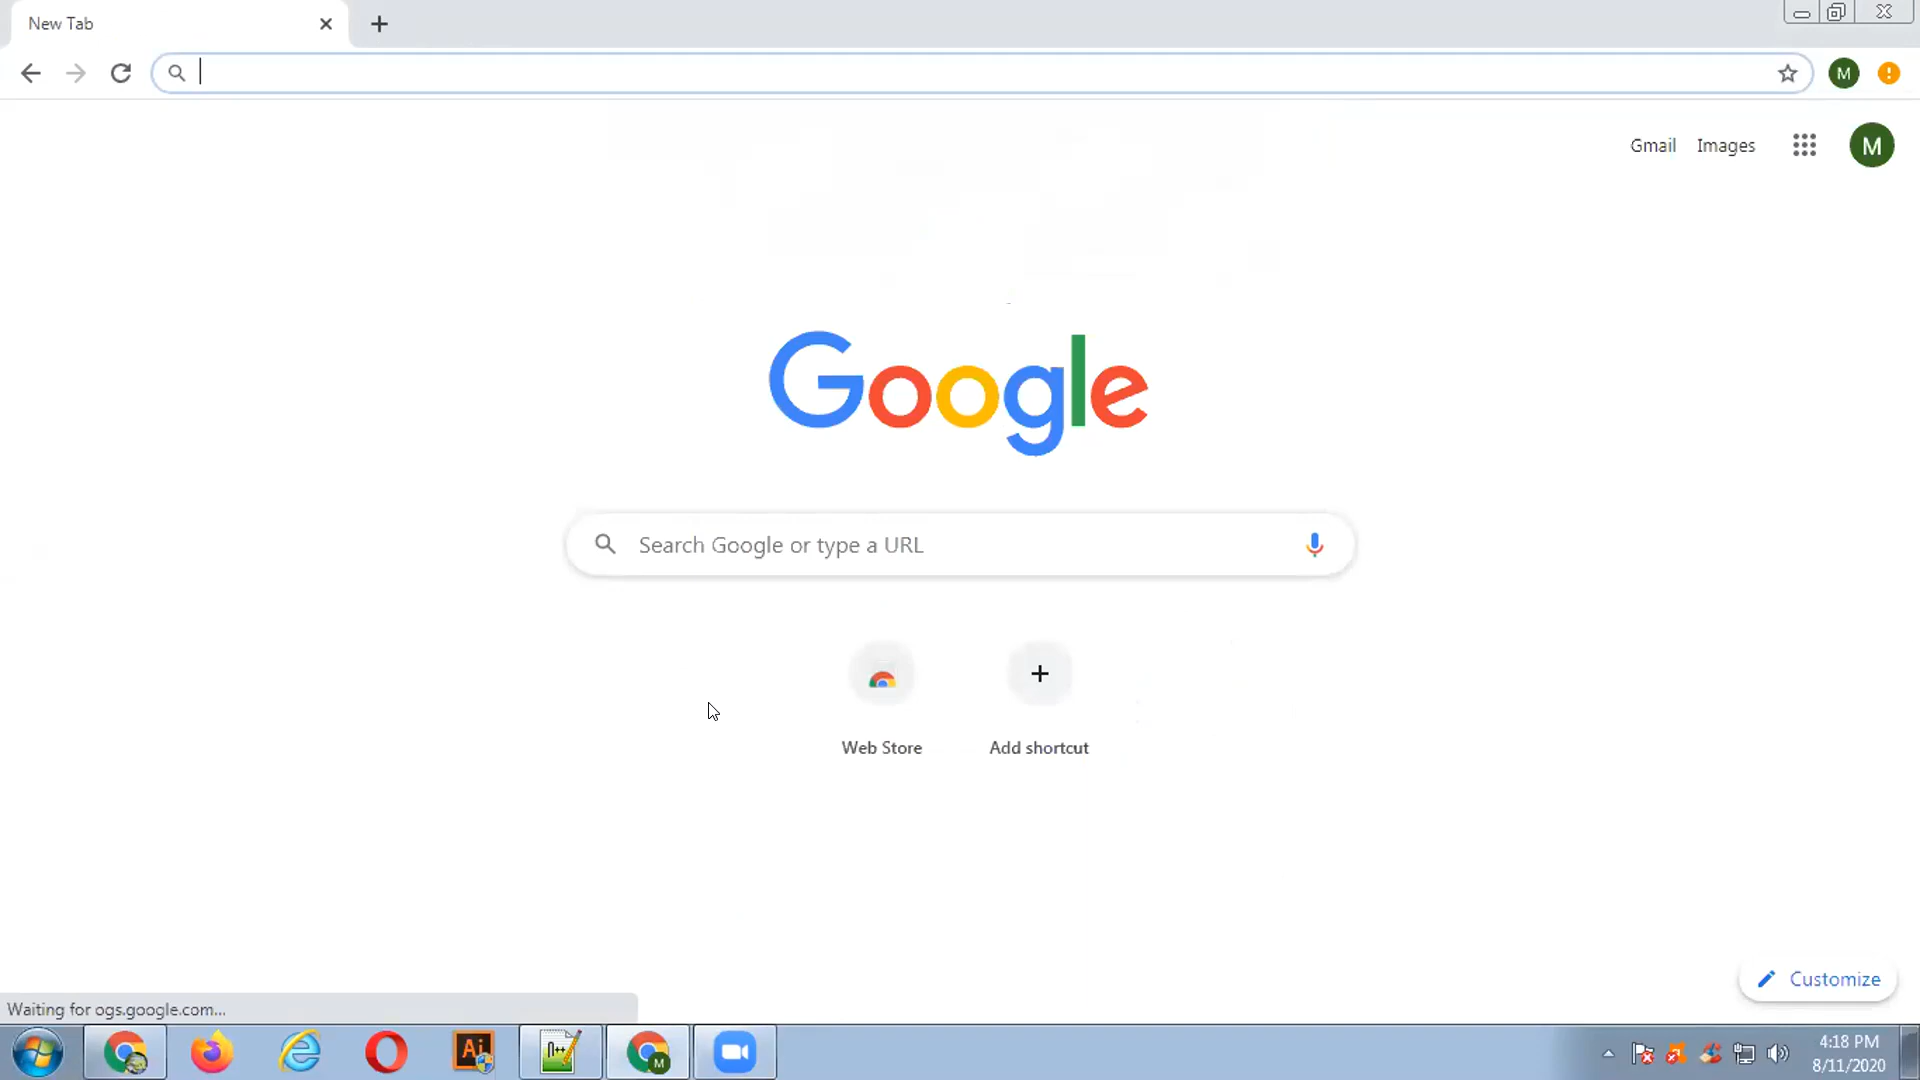 New Tab
M
Gmail Images
M
Google
Search Google or type a URL
Web Store Add shortcut
Customize
Waiting for ogs.google.com...
Ai
n++
M
4:18 PM
8/11/2020